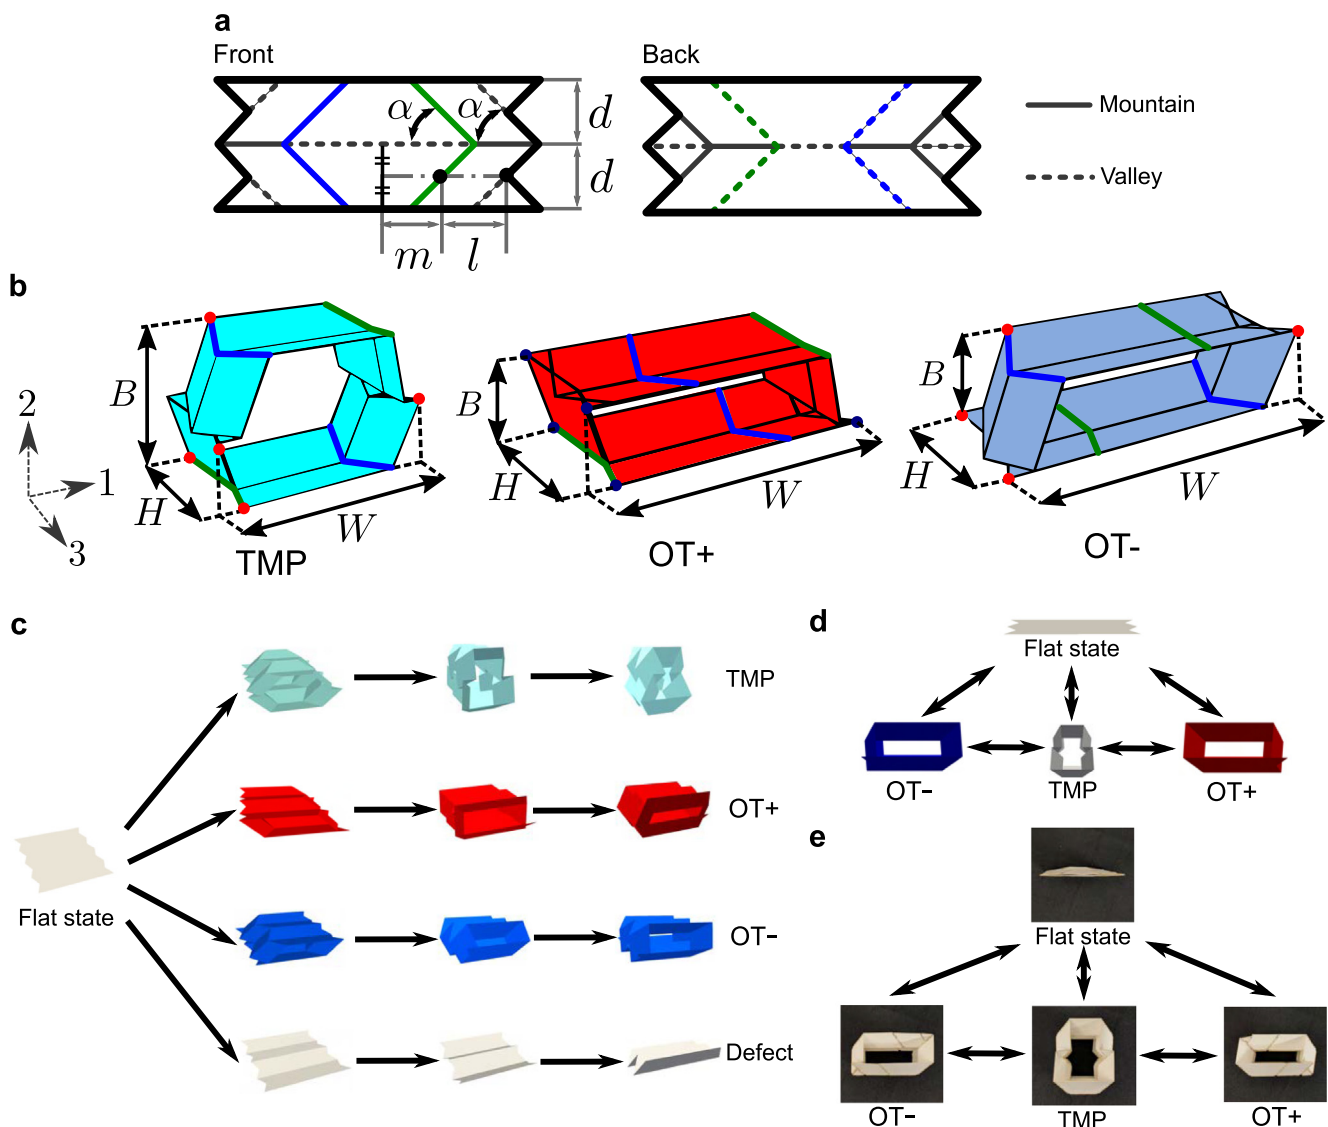 a
Front
Back
α
α
d
d
m
l
Mountain
Valley
b
B
H
W
TMP
B
H
W
OT+
B
H
W
OT-
2
1
3
c
Flat state
TMP
OT+
OT-
Defect
d
Flat state
OT-
TMP
OT+
e
Flat state
OT-
TMP
OT+